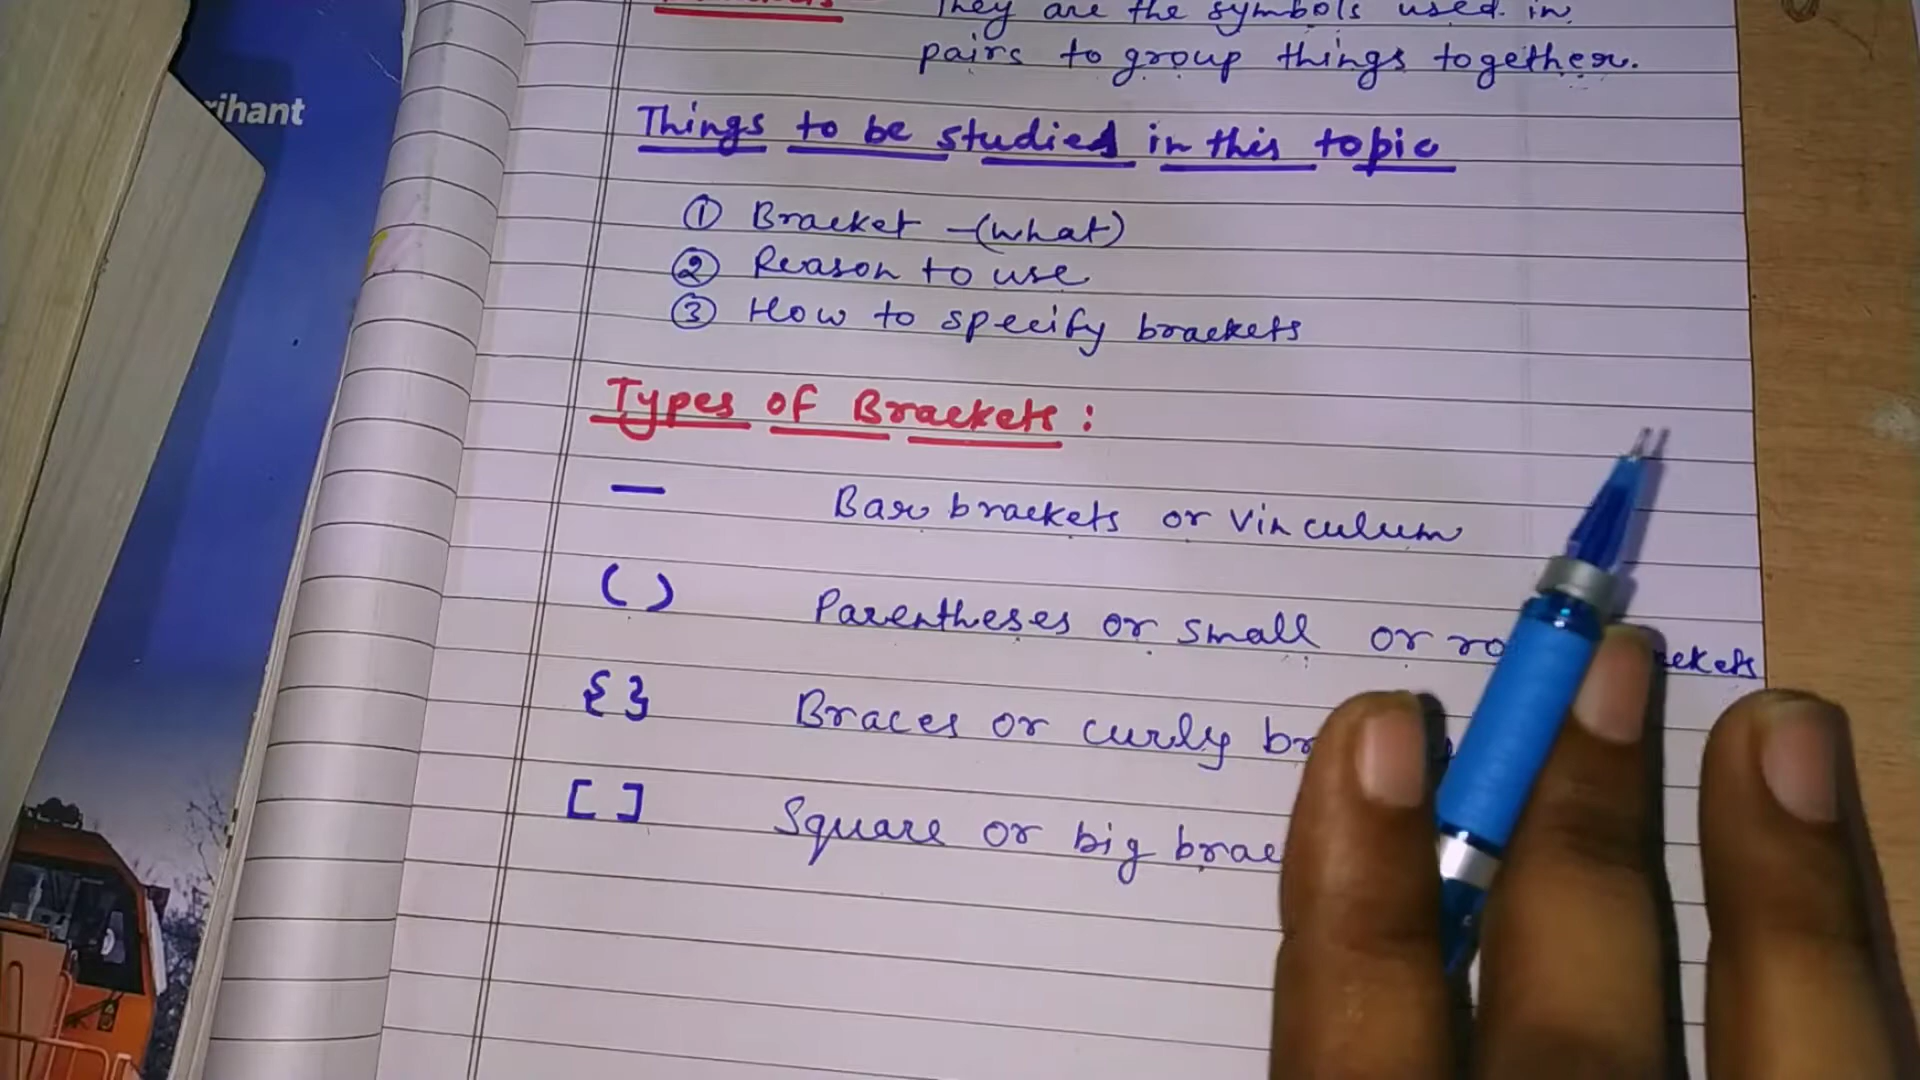 They are the symbols used in
pairs to group things together.
Things to be studied in this topic
① Bracket -(what)
② Reason to use
③ How to specify brackets
Types of Brackets :
— Bar brackets or Vinculum
( ) Parentheses or small or
{ } Braces or curly
[ ] Square or big